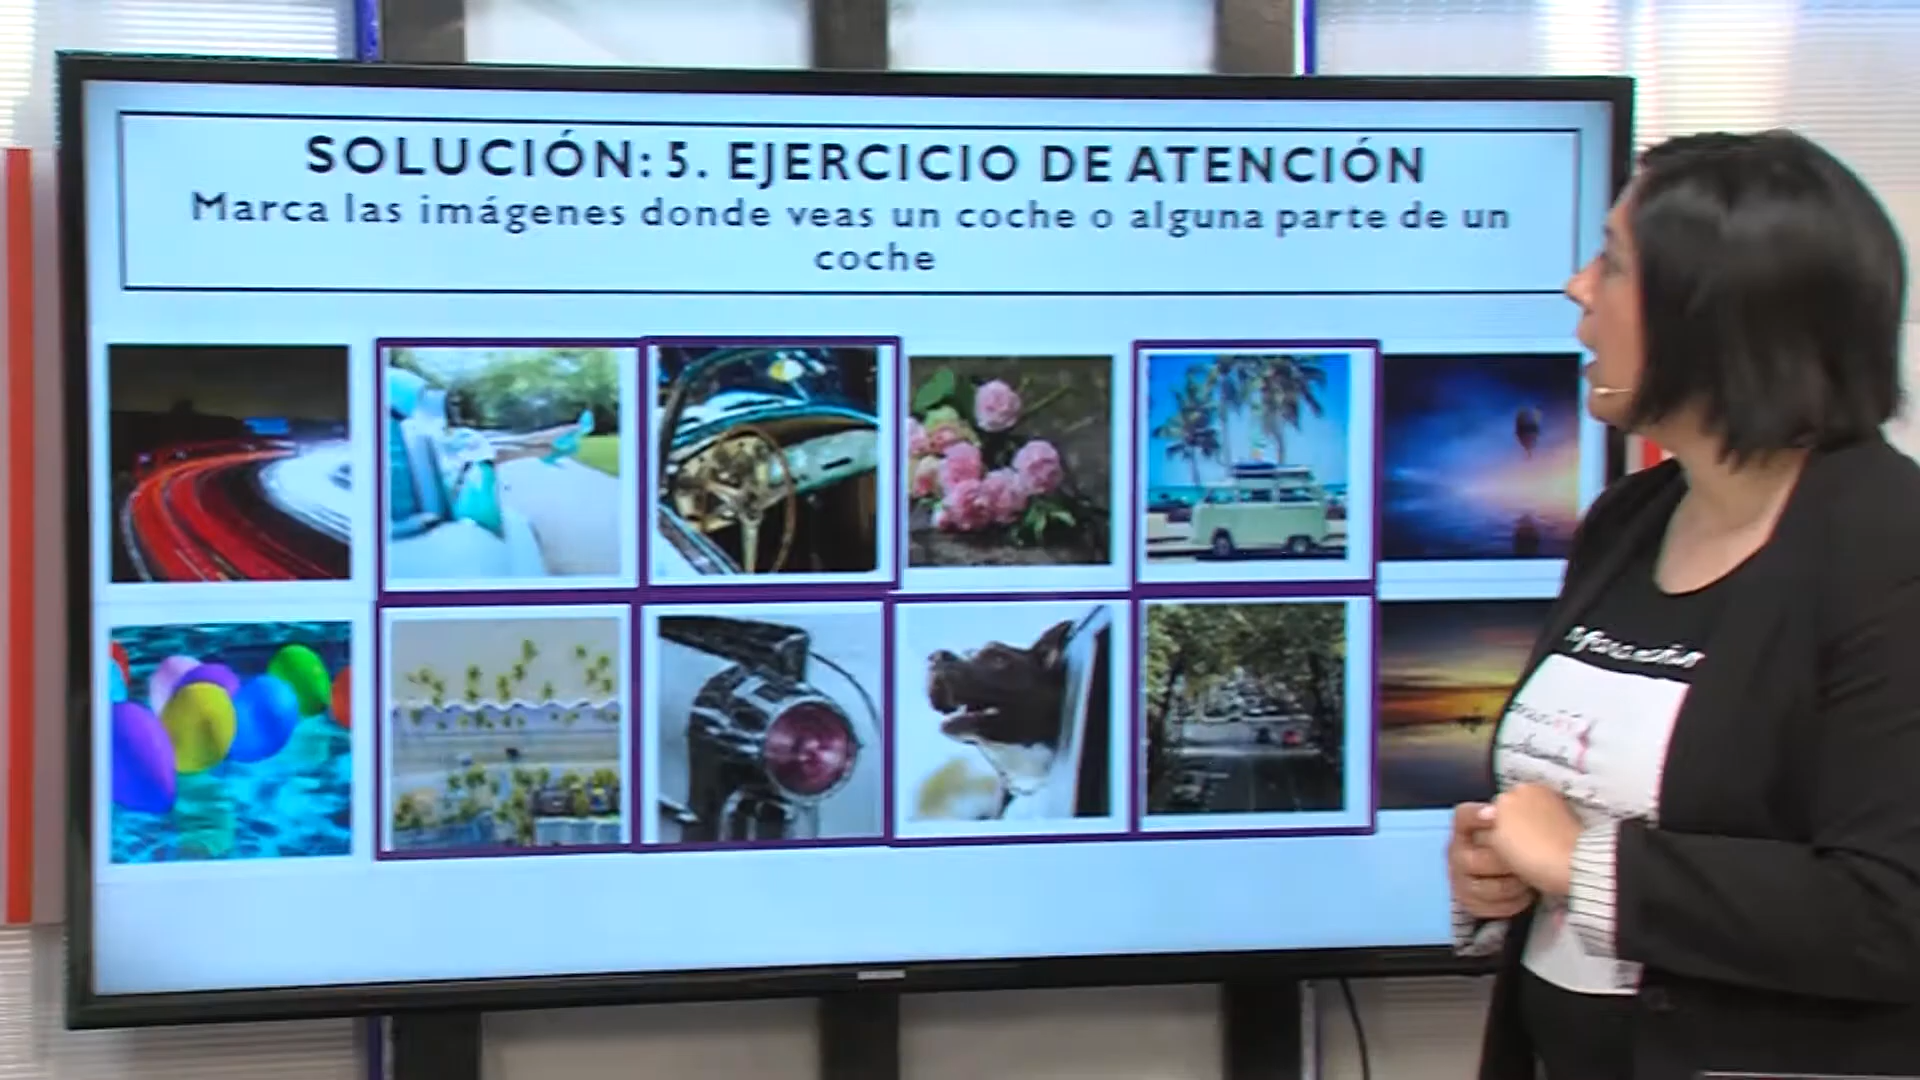 SOLUCIÓN: 5. EJERCICIO DE ATENCIÓN
Marca las imágenes donde veas un coche o alguna parte de un
coche